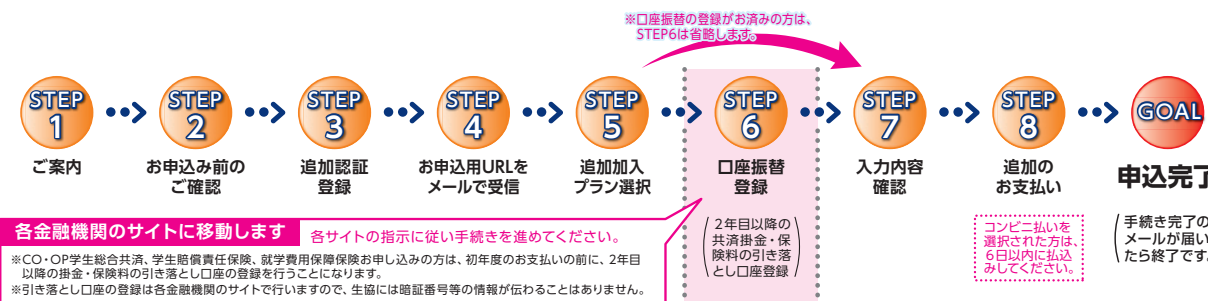 ※口座振替の登録がお済みの方は、
STEP6は省略します。
STEP
1
STEP
2
STEP
3
STEP
4
STEP
5
STEP
6
STEP
7
STEP
8
GOAL
ご案内
お申込み前の
ご確認
追加認証
登録
お申込用URLを
メールで受信
追加加入
プラン選択
口座振替
登録
入力内容
確認
追加の
お支払い
申込完了
2年目以降の
共済掛金・保
険料の引き落
とし口座登録
コンビニ払いを
選択された方は、
6日以内に払込
みしてください。
手続き完了の
メールが届い
たら終了です。
各金融機関のサイトに移動します
各サイトの指示に従い手続きを進めてください。
※CO・OP学生総合共済、学生賠償責任保険、就学費用保障保険お申し込みの方は、初年度のお支払いの前に、2年目
以降の掛金・保険料の引き落とし口座の登録を行うことになります。
※引き落とし口座の登録は各金融機関のサイトで行いますので、生協には暗証番号等の情報が伝わることはありません。